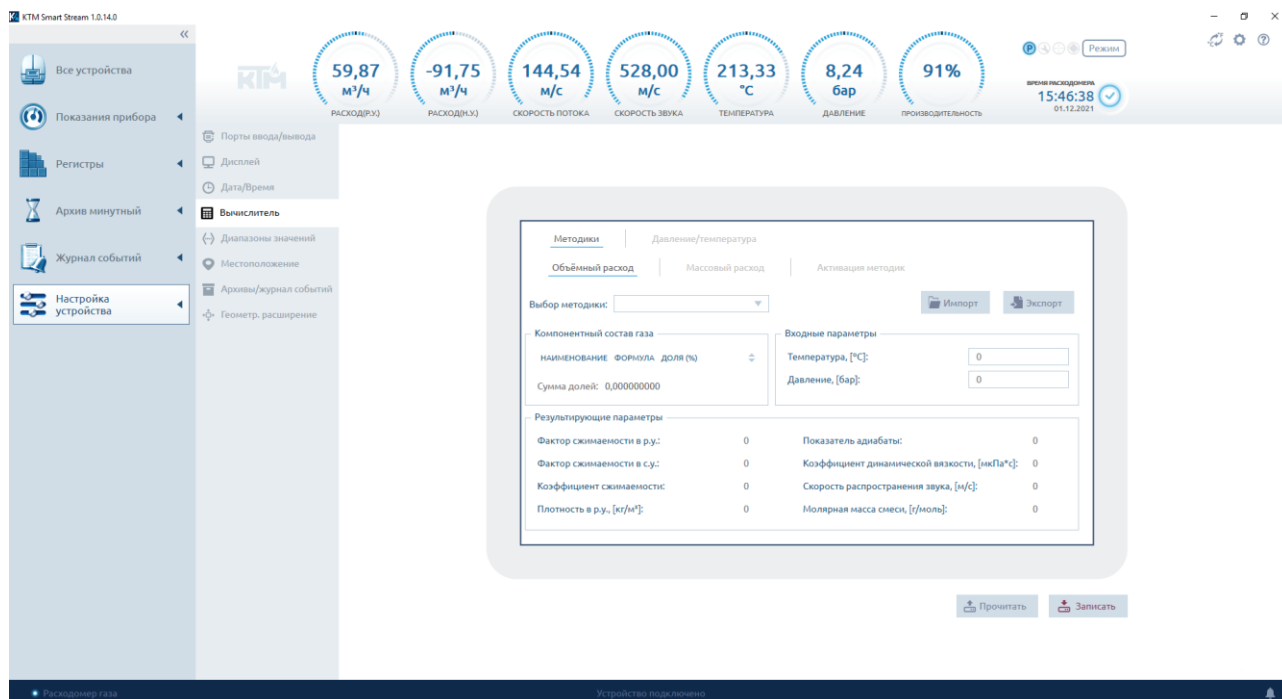 KTM Smart Stream 1.0.14.0
Все устройства
Показания прибора
Регистры
Архив минутный
Журнал событий
Настройка
устройства
КТМ
59,87
м³/ч
РАСХОД(Р.У.)
-91,75
м³/ч
РАСХОД(Н.У.)
144,54
м/с
СКОРОСТЬ ПОТОКА
528,00
м/с
СКОРОСТЬ ЗВУКА
213,33
°C
ТЕМПЕРАТУРА
8,24
бар
ДАВЛЕНИЕ
91%
ПРОИЗВОДИТЕЛЬНОСТЬ
P
Режим
ВРЕМЯ РАСХОДОМЕРА
15:46:38
01.12.2021
Порты ввода/вывода
Дисплей
Дата/Время
Вычислитель
Диапазоны значений
Местоположение
Архивы/журнал событий
Геометр. расширение
Методики Давление/температура
Объёмный расход Массовый расход Активация методик
Выбор методики: Импорт Экспорт
Компонентный состав газа
НАИМЕНОВАНИЕ ФОРМУЛА ДОЛЯ (%)
Сумма долей: 0,000000000
Входные параметры
Температура, [°C]: 0
Давление, [бар]: 0
Результирующие параметры
Фактор сжимаемости в р.у.: 0 Показатель адиабаты: 0
Фактор сжимаемости в с.у.: 0 Коэффициент динамической вязкости, [мкПа*с]: 0
Коэффициент сжимаемости: 0 Скорость распространения звука, [м/с]: 0
Плотность в р.у., [кг/м³]: 0 Молярная масса смеси, [г/моль]: 0
Прочитать Записать
Расходомер газа Устройство подключено